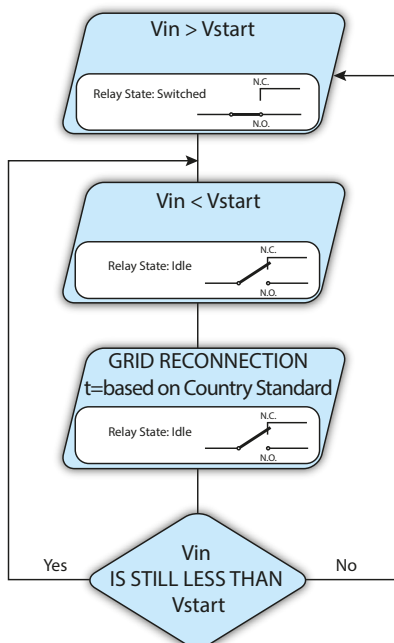 Vin > Vstart
N.C.
Relay State: Switched
N.O.
Vin < Vstart
N.C.
Relay State: Idle
N.O.
GRID RECONNECTION
t=based on Country Standard
N.C.
Relay State: Idle
N.O.
Yes
Vin
IS STILL LESS THAN
Vstart
No